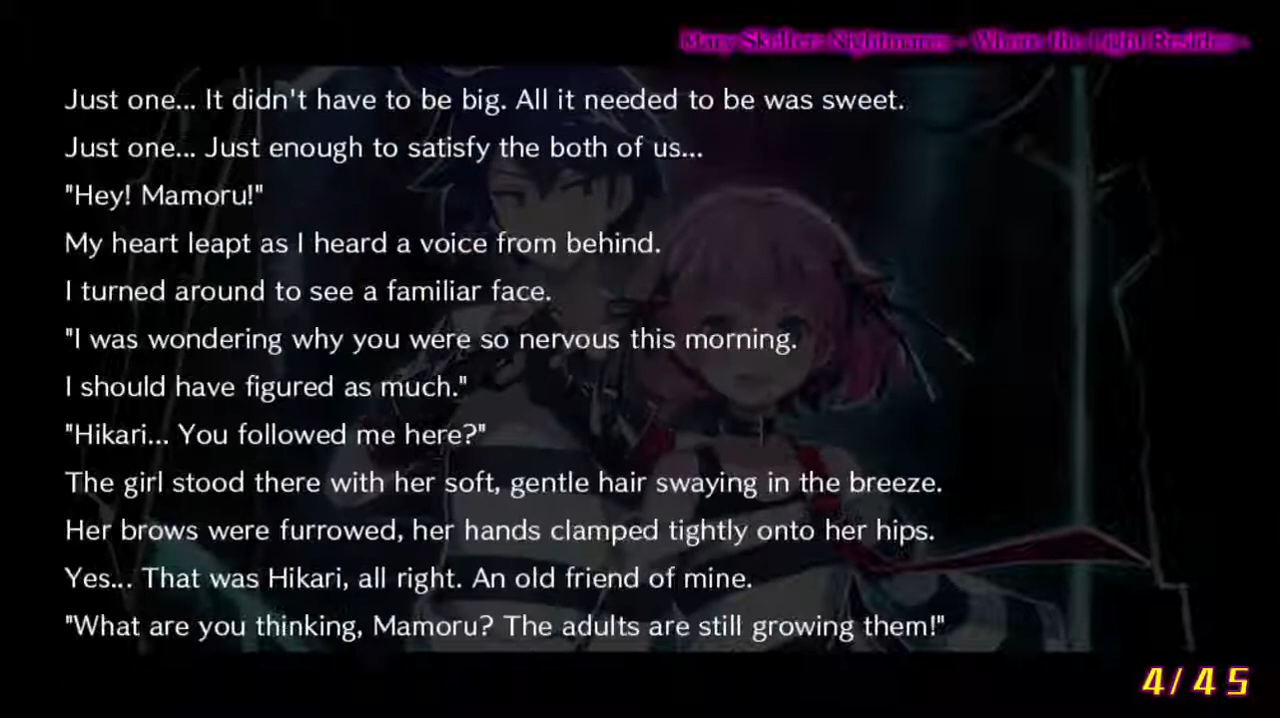 Mary Skelter: Nightmares - Where the Light Resides -
Just one... It didn't have to be big. All it needed to be was sweet.
Just one... Just enough to satisfy the both of us...
"Hey! Mamoru!"
My heart leapt as I heard a voice from behind.
I turned around to see a familiar face.
"I was wondering why you were so nervous this morning.
I should have figured as much."
"Hikari... You followed me here?"
The girl stood there with her soft, gentle hair swaying in the breeze.
Her brows were furrowed, her hands clamped tightly onto her hips.
Yes... That was Hikari, all right. An old friend of mine.
"What are you thinking, Mamoru? The adults are still growing them!"
4/45